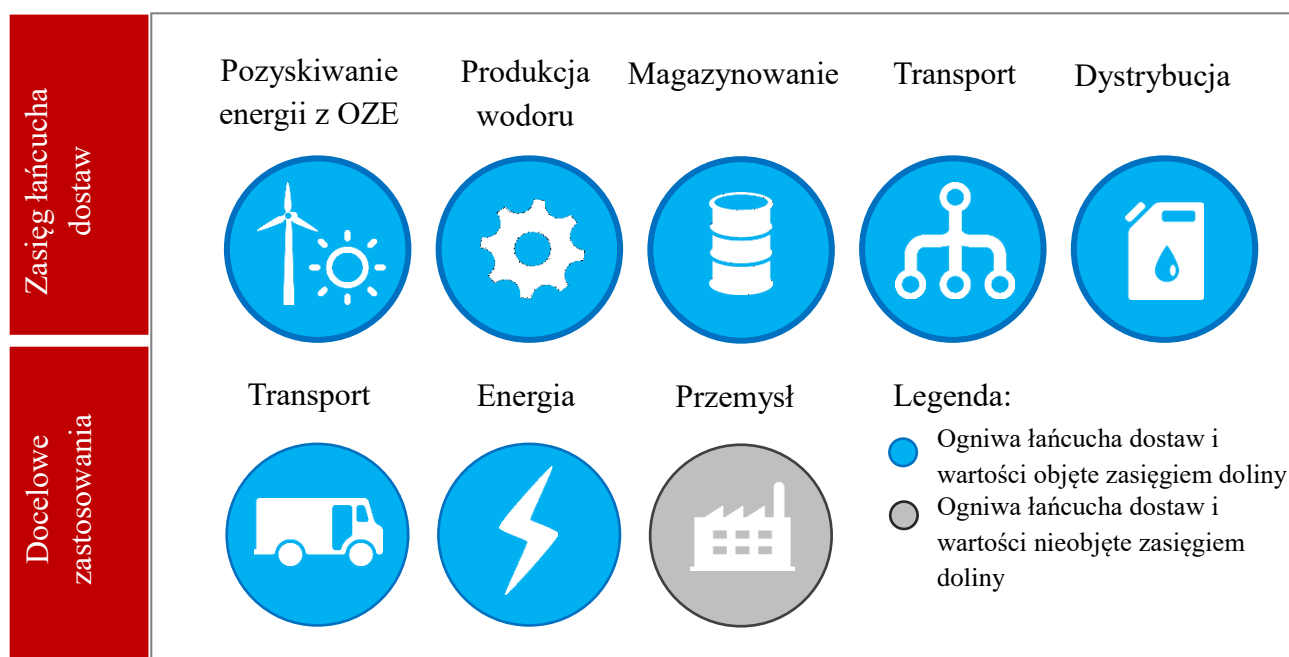 Zasięg łańcucha
dostaw
Pozyskiwanie
energii z OZE
Produkcja
wodoru
Magazynowanie
Transport
Dystrybucja
Docelowe
zastosowania
Transport
Energia
Przemysł
Legenda:
Ogniwa łańcucha dostaw i
wartości objęte zasięgiem doliny
Ogniwa łańcucha dostaw i
wartości nieobjęte zasięgiem
doliny